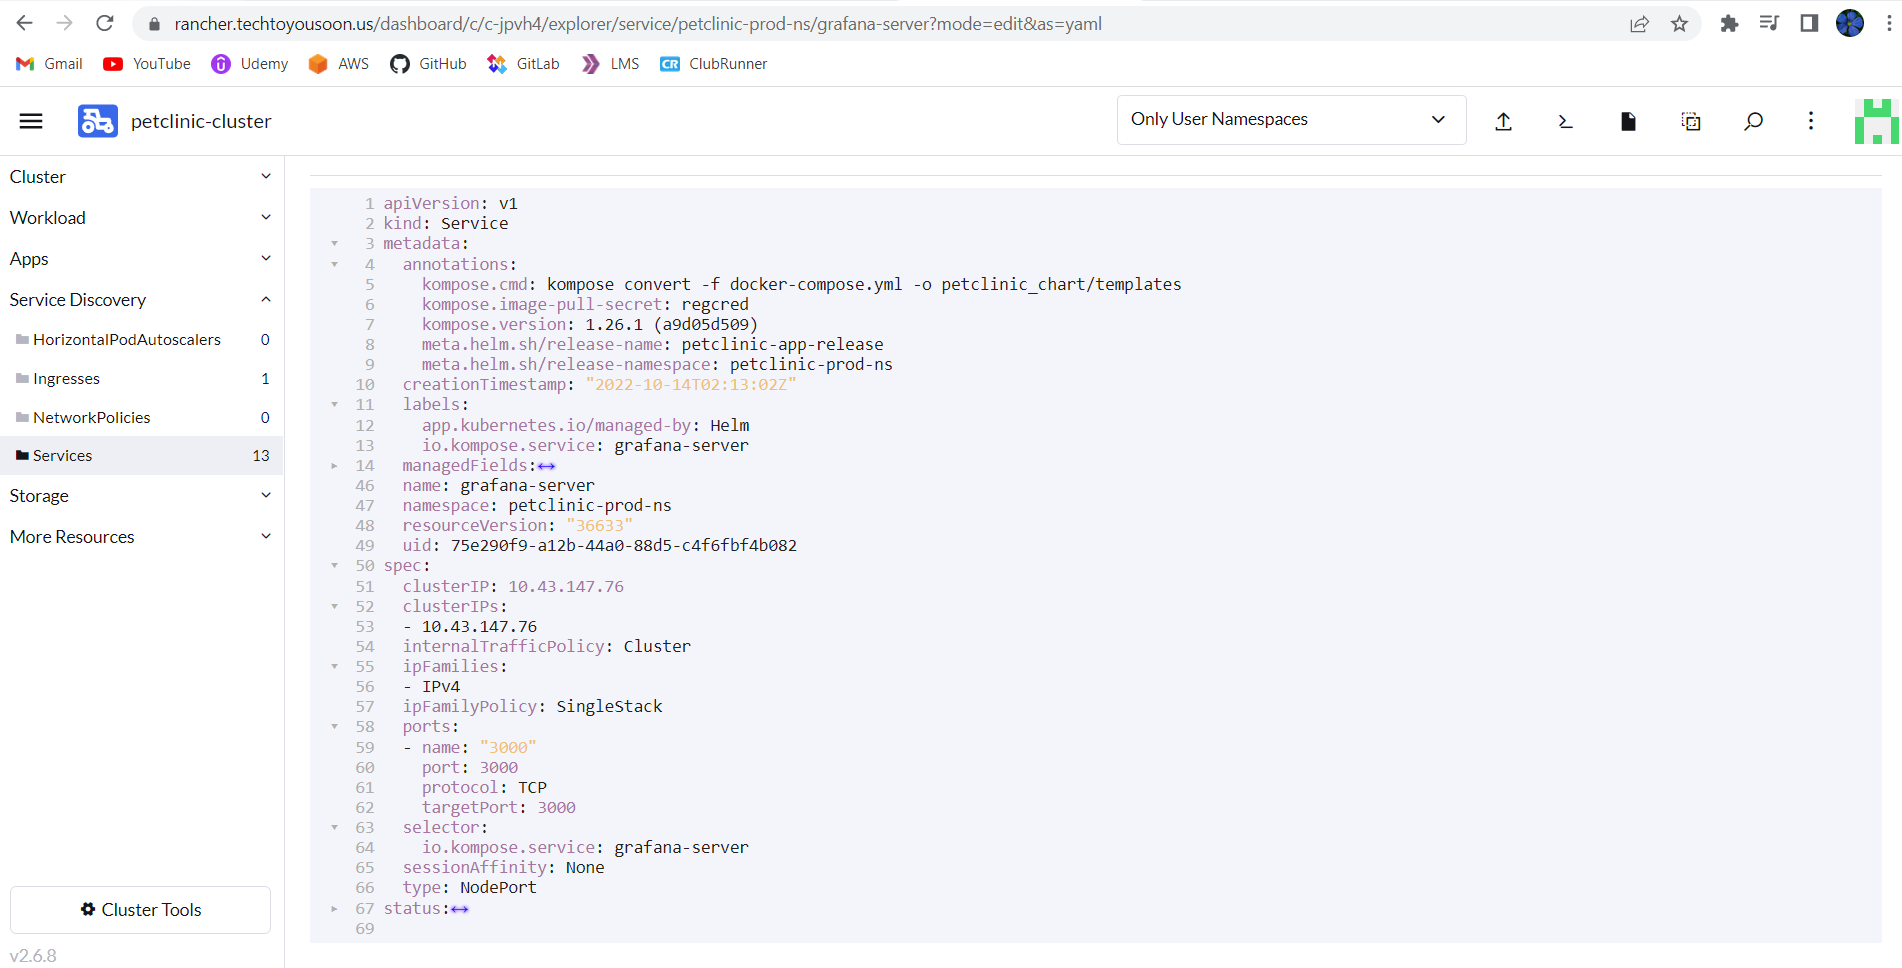 rancher.techtoyousoon.us/dashboard/c/c-jpvh4/explorer/service/petclinic-prod-ns/grafana-server?mode=edit&as=yaml
Gmail YouTube Udemy AWS GitHub GitLab LMS CR ClubRunner
petclinic-cluster Only User Namespaces
Cluster
Workload
Apps
Service Discovery
HorizontalPodAutoscalers 0
Ingresses 1
NetworkPolicies 0
Services 13
Storage
More Resources
Cluster Tools
v2.6.8
1 apiVersion: v1
2 kind: Service
3 metadata:
4 annotations:
5 kompose.cmd: kompose convert -f docker-compose.yml -o petclinic_chart/templates
6 kompose.image-pull-secret: regcred
7 kompose.version: 1.26.1 (a9d05d509)
8 meta.helm.sh/release-name: petclinic-app-release
9 meta.helm.sh/release-namespace: petclinic-prod-ns
10 creationTimestamp: "2022-10-14T02:13:02Z"
11 labels:
12 app.kubernetes.io/managed-by: Helm
13 io.kompose.service: grafana-server
14 managedFields:↔
46 name: grafana-server
47 namespace: petclinic-prod-ns
48 resourceVersion: "36633"
49 uid: 75e290f9-a12b-44a0-88d5-c4f6fbf4b082
50 spec:
51 clusterIP: 10.43.147.76
52 clusterIPs:
53 - 10.43.147.76
54 internalTrafficPolicy: Cluster
55 ipFamilies:
56 - IPv4
57 ipFamilyPolicy: SingleStack
58 ports:
59 - name: "3000"
60 port: 3000
61 protocol: TCP
62 targetPort: 3000
63 selector:
64 io.kompose.service: grafana-server
65 sessionAffinity: None
66 type: NodePort
67 status:↔
69